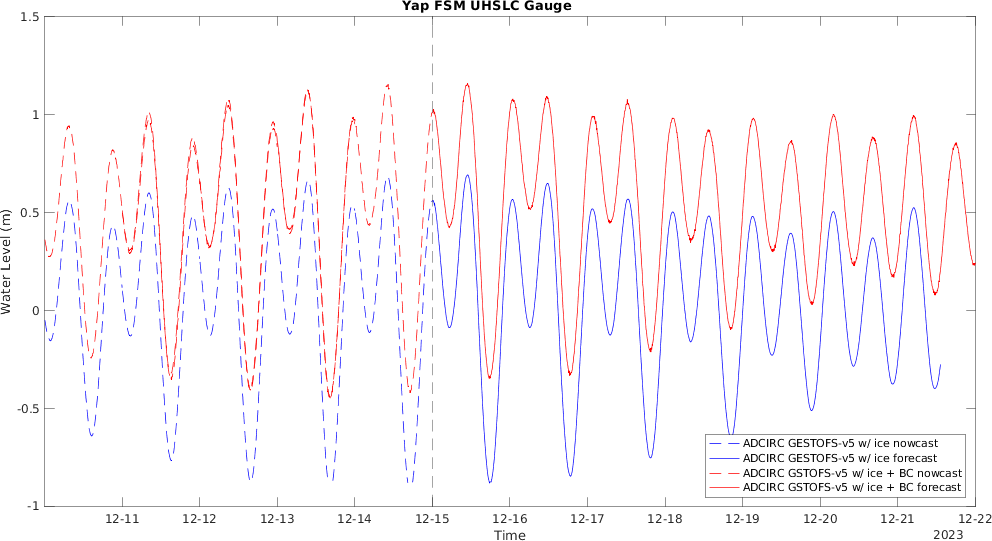 Yap FSM UHSLC Gauge
Water Level (m)
1.5
1
0.5
0
-0.5
-1
12-11
12-12
12-13
12-14
12-15
12-16
12-17
12-18
12-19
12-20
12-21
12-22
Time
2023
ADCIRC GESTOFS-v5 w/ ice nowcast
ADCIRC GESTOFS-v5 w/ ice forecast
ADCIRC GSTOFS-v5 w/ ice + BC nowcast
ADCIRC GSTOFS-v5 w/ ice + BC forecast